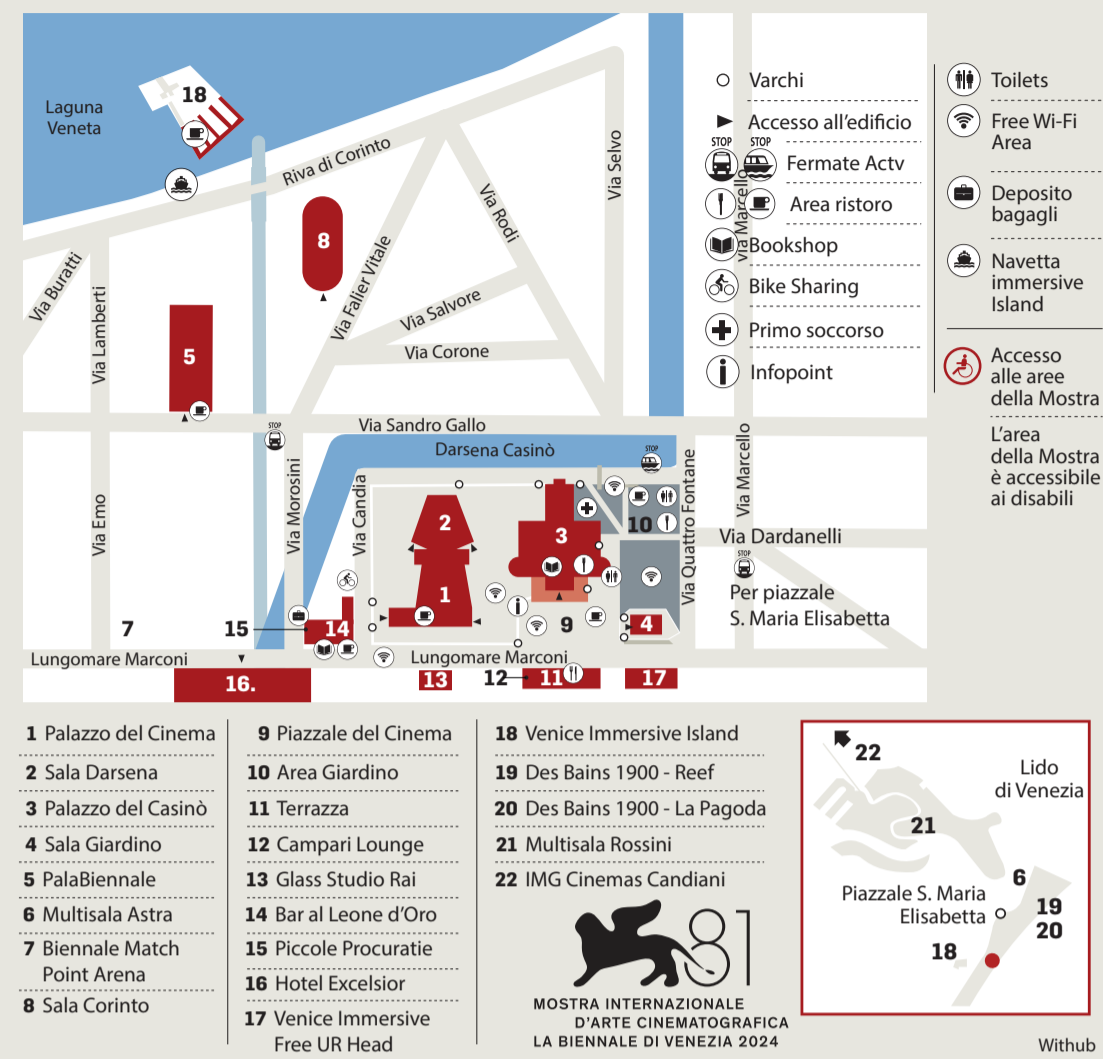 Laguna
Veneta
18
Riva di Corinto
Via Selvo
Via Rodi
8
Via Falier Vitale
Via Salvore
Via Corone
Via Buratti
Via Lamberti
5
Via Sandro Gallo
STOP
Darsena Casinò
STOP
Via Emo
Via Morosini
Via Candia
Via Quattro Fontane
Via Marcello
via Marcello
2
3
10
1
Via Dardanelli
STOP
Per piazzale
S. Maria Elisabetta
7
15
14
9
4
Lungomare Marconi
Lungomare Marconi
16.
13
12
11
17
Varchi
Accesso all'edificio
STOP STOP
Fermate Actv
Area ristoro
Bookshop
Bike Sharing
Primo soccorso
Infopoint
Toilets
Free Wi-Fi
Area
Deposito
bagagli
Navetta
immersive
Island
Accesso
alle aree
della Mostra
L'area
della Mostra
è accessibile
ai disabili
1 Palazzo del Cinema
2 Sala Darsena
3 Palazzo del Casinò
4 Sala Giardino
5 PalaBiennale
6 Multisala Astra
7 Biennale Match
Point Arena
8 Sala Corinto
9 Piazzale del Cinema
10 Area Giardino
11 Terrazza
12 Campari Lounge
13 Glass Studio Rai
14 Bar al Leone d'Oro
15 Piccole Procuratie
16 Hotel Excelsior
17 Venice Immersive
Free UR Head
18 Venice Immersive Island
19 Des Bains 1900 - Reef
20 Des Bains 1900 - La Pagoda
21 Multisala Rossini
22 IMG Cinemas Candiani
81
MOSTRA INTERNAZIONALE
D'ARTE CINEMATOGRAFICA
LA BIENNALE DI VENEZIA 2024
22
Lido
di Venezia
21
6
Piazzale S. Maria
Elisabetta
19
20
18
Withub